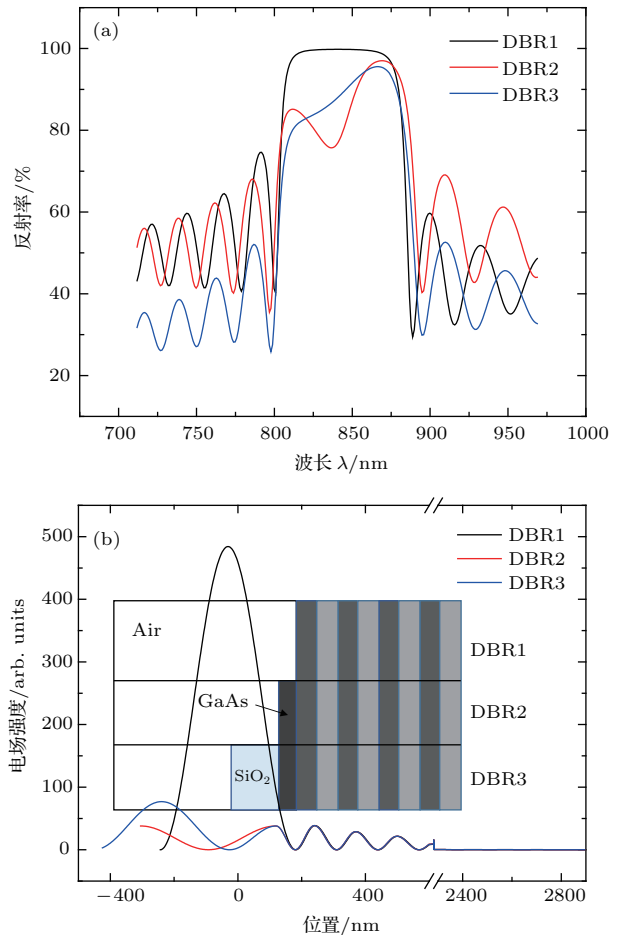 (a)
DBR1
DBR2
DBR3
反射率/%
100
80
60
40
20
700
750
800
850
900
950
1000
波长 λ/nm
(b)
DBR1
DBR2
DBR3
电场强度/arb. units
500
400
300
200
100
0
Air
GaAs
SiO₂
DBR1
DBR2
DBR3
−400
0
400
2400
2800
位置/nm